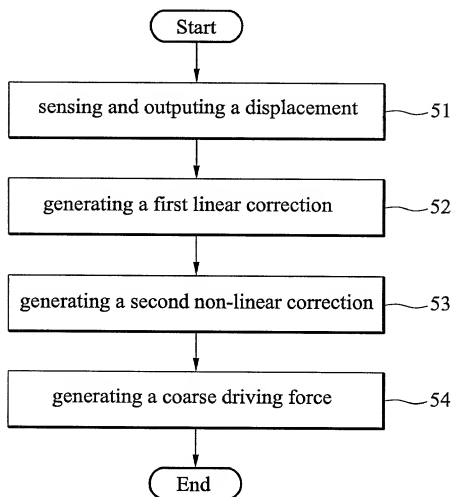 Start
sensing and outputing a displacement 51
generating a first linear correction 52
generating a second non-linear correction 53
generating a coarse driving force 54
End